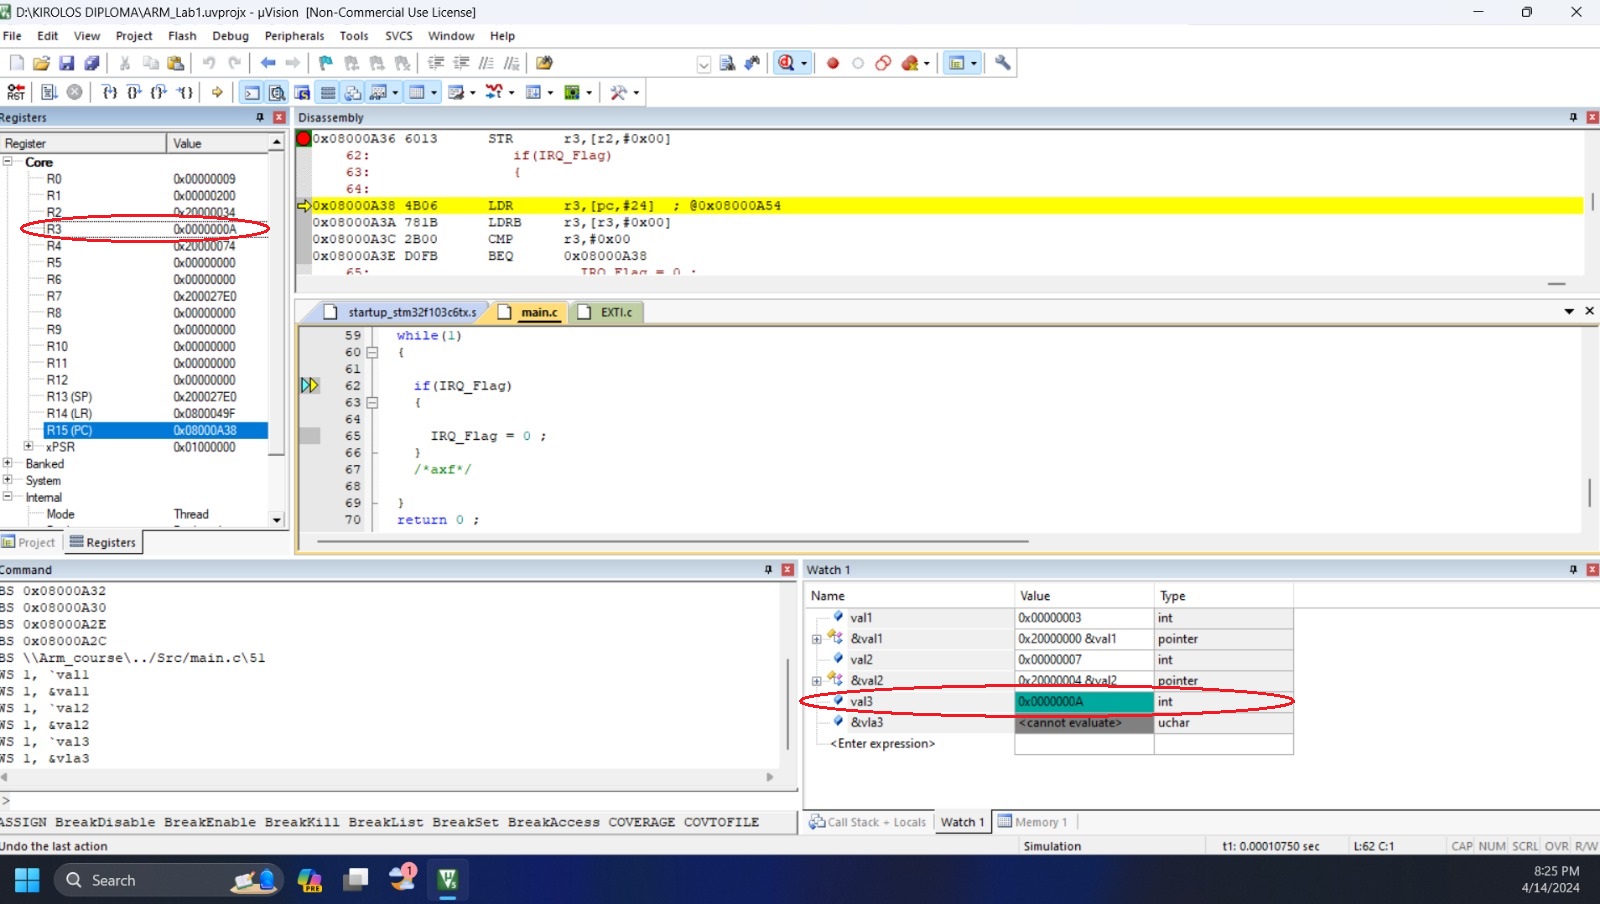 D:\KIROLOS DIPLOMA\ARM_Lab1.uvprojx - µVision  [Non-Commercial Use License]
File Edit View Project Flash Debug Peripherals Tools SVCS Window Help
Registers
Register Value
Core
R0 0x00000009
R1 0x00000200
R2 0x20000034
R3 0x0000000A
R4 0x20000074
R5 0x00000000
R6 0x00000000
R7 0x200027E0
R8 0x00000000
R9 0x00000000
R10 0x00000000
R11 0x00000000
R12 0x00000000
R13 (SP) 0x200027E0
R14 (LR) 0x0800049F
R15 (PC) 0x08000A38
xPSR 0x01000000
Banked
System
Internal
Mode Thread
Project Registers
Disassembly
0x08000A36 6013 STR r3,[r2,#0x00]
62: if(IRQ_Flag)
63: {
64:
0x08000A38 4B06 LDR r3,[pc,#24] ; @0x08000A54
0x08000A3A 781B LDRB r3,[r3,#0x00]
0x08000A3C 2B00 CMP r3,#0x00
0x08000A3E D0FB BEQ 0x08000A38
65: IRQ_Flag = 0 ;
startup_stm32f103c6tx.s main.c EXTI.c
59 while(1)
60 {
61
62 if(IRQ_Flag)
63 {
64
65 IRQ_Flag = 0 ;
66 }
67 /*axf*/
68
69 }
70 return 0 ;
Command
BS 0x08000A32
BS 0x08000A30
BS 0x08000A2E
BS 0x08000A2C
BS \\Arm_course\../Src/main.c\51
WS 1, `val1
WS 1, &val1
WS 1, `val2
WS 1, &val2
WS 1, `val3
WS 1, &vla3
>
ASSIGN BreakDisable BreakEnable BreakKill BreakList BreakSet BreakAccess COVERAGE COVTOFILE
Watch 1
Name Value Type
val1 0x00000003 int
&val1 0x20000000 &val1 pointer
val2 0x00000007 int
&val2 0x20000004 &val2 pointer
val3 0x0000000A int
&vla3 <cannot evaluate> uchar
<Enter expression>
Call Stack + Locals Watch 1 Memory 1
Undo the last action Simulation t1: 0.00010750 sec L:62 C:1 CAP NUM SCRL OVR R/W
Search PRE 1
8:25 PM
4/14/2024